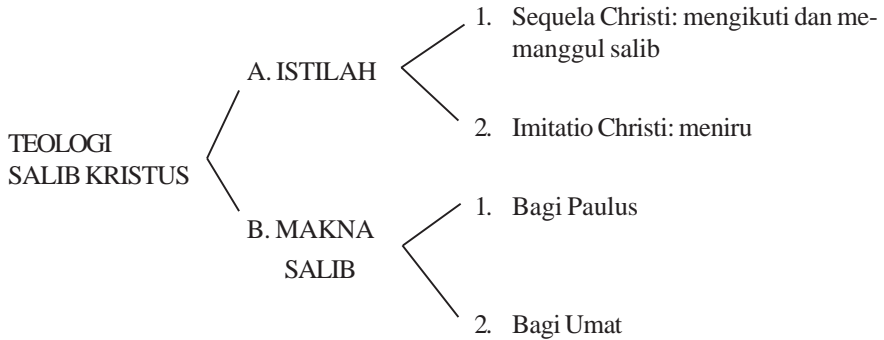 TEOLOGI
SALIB KRISTUS
A. ISTILAH
1. Sequela Christi: mengikuti dan me-
manggul salib
2. Imitatio Christi: meniru
B. MAKNA
SALIB
1. Bagi Paulus
2. Bagi Umat